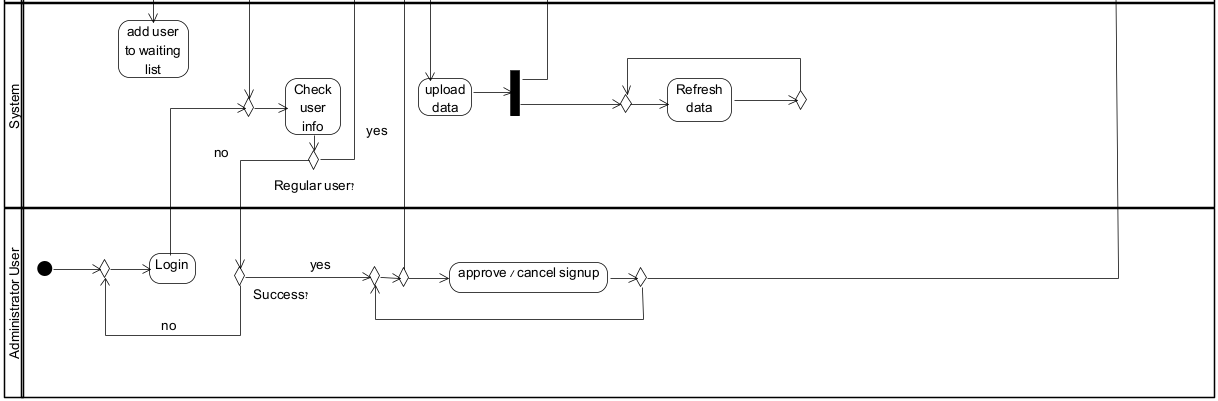 System
add user
to waiting
list
Check
user
info
upload
data
Refresh
data
yes
no
Regular user?
Administrator User
Login
yes
approve / cancel signup
Success?
no